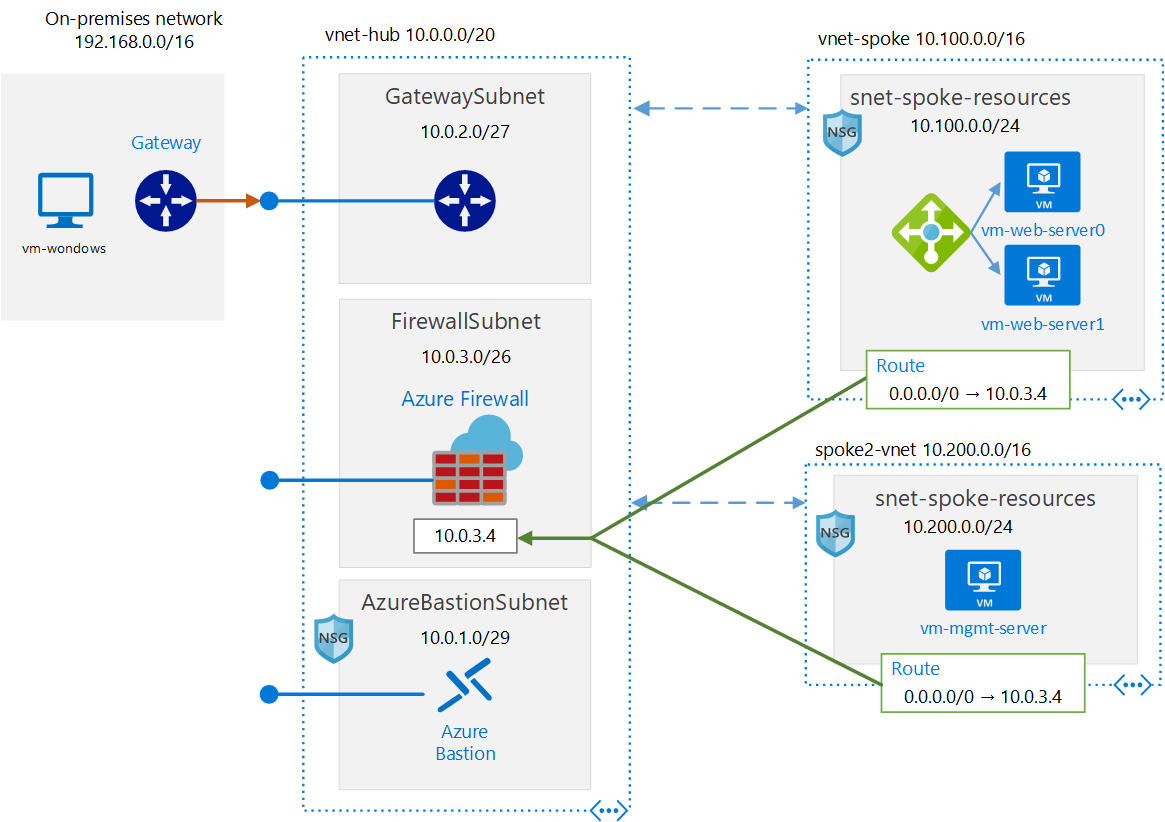 On-premises network
192.168.0.0/16
Gateway
vm-wondows
vnet-hub 10.0.0.0/20
GatewaySubnet
10.0.2.0/27
FirewallSubnet
10.0.3.0/26
Azure Firewall
10.0.3.4
AzureBastionSubnet
NSG
10.0.1.0/29
Azure
Bastion
vnet-spoke 10.100.0.0/16
snet-spoke-resources
10.100.0.0/24
NSG
VM
vm-web-server0
VM
vm-web-server1
Route
0.0.0.0/0 → 10.0.3.4
spoke2-vnet 10.200.0.0/16
snet-spoke-resources
10.200.0.0/24
NSG
VM
vm-mgmt-server
Route
0.0.0.0/0 → 10.0.3.4